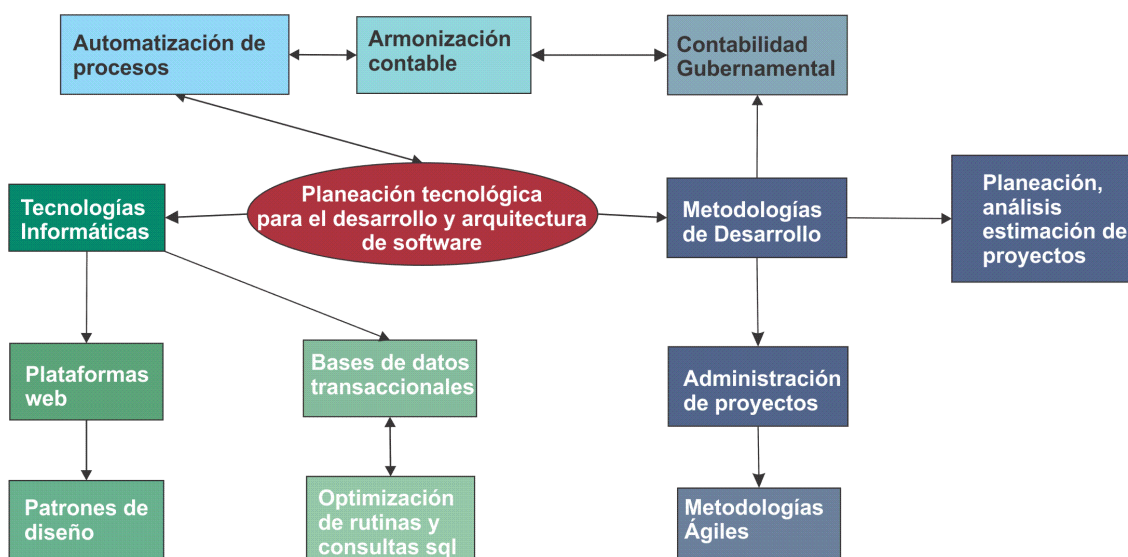 Automatización de
procesos
Armonización
contable
Contabilidad
Gubernamental
Planeación tecnológica
para el desarrollo y arquitectura
de software
Tecnologías
Informáticas
Metodologías
de Desarrollo
Planeación,
análisis
estimación de
proyectos
Plataformas
web
Bases de datos
transaccionales
Administración
de proyectos
Patrones de
diseño
Optimización
de rutinas y
consultas sql
Metodologías
Ágiles